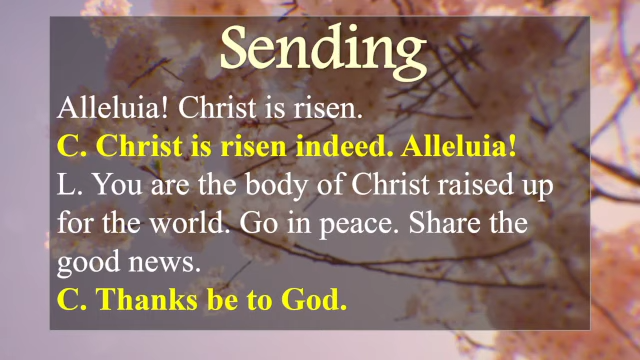 Sending
Alleluia! Christ is risen.
C. Christ is risen indeed. Alleluia!
L. You are the body of Christ raised up
for the world. Go in peace. Share the
good news.
C. Thanks be to God.